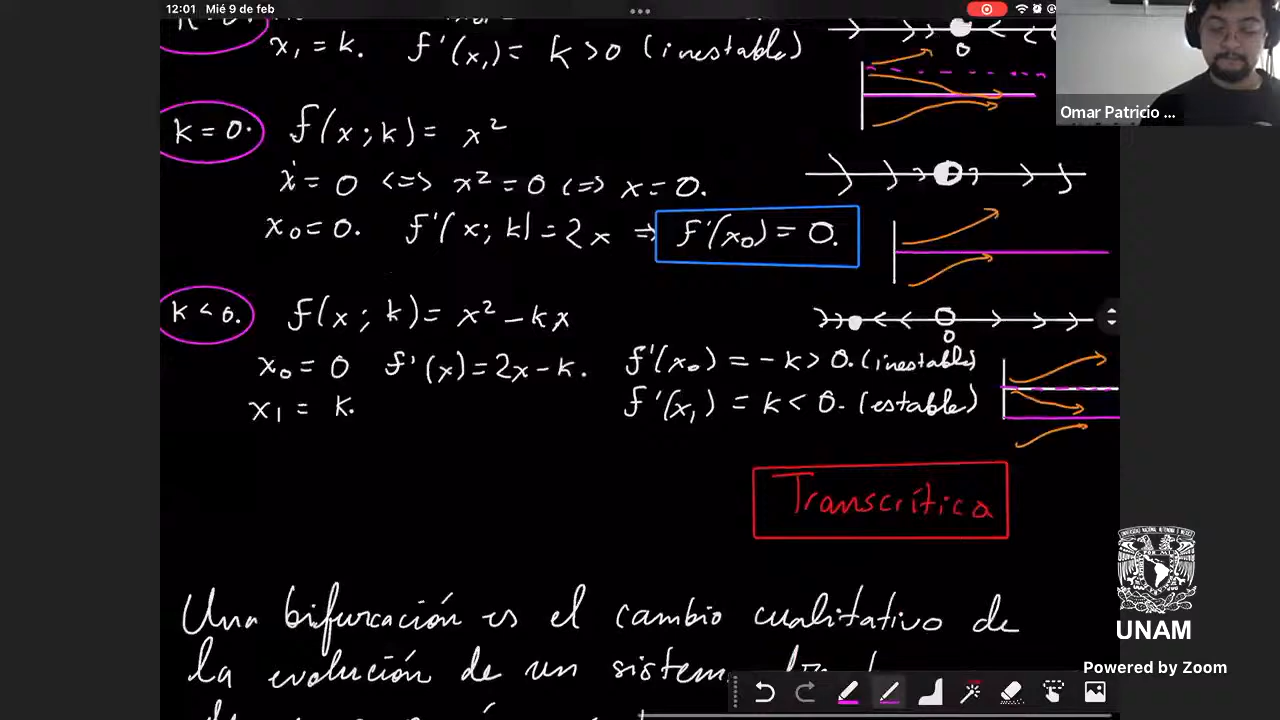 12:01 Mié 9 de feb
x₁ = k. f'(x₁) = k > 0 (inestable)
0
Omar Patricio ...
k = 0. f(x ; k) = x²
ẋ = 0 <=> x² = 0 <=> x = 0.
x₀ = 0. f'(x; k) = 2x => f'(x₀) = 0.
k < 0. f(x ; k) = x² - kx
0
x₀ = 0 f'(x) = 2x - k. f'(x₀) = -k > 0. (inestable)
x₁ = k. f'(x₁) = k < 0. (estable)
Transcrítica
Una bifurcación es el cambio cualitativo de
la evolución de un
UNAM
Powered by Zoom